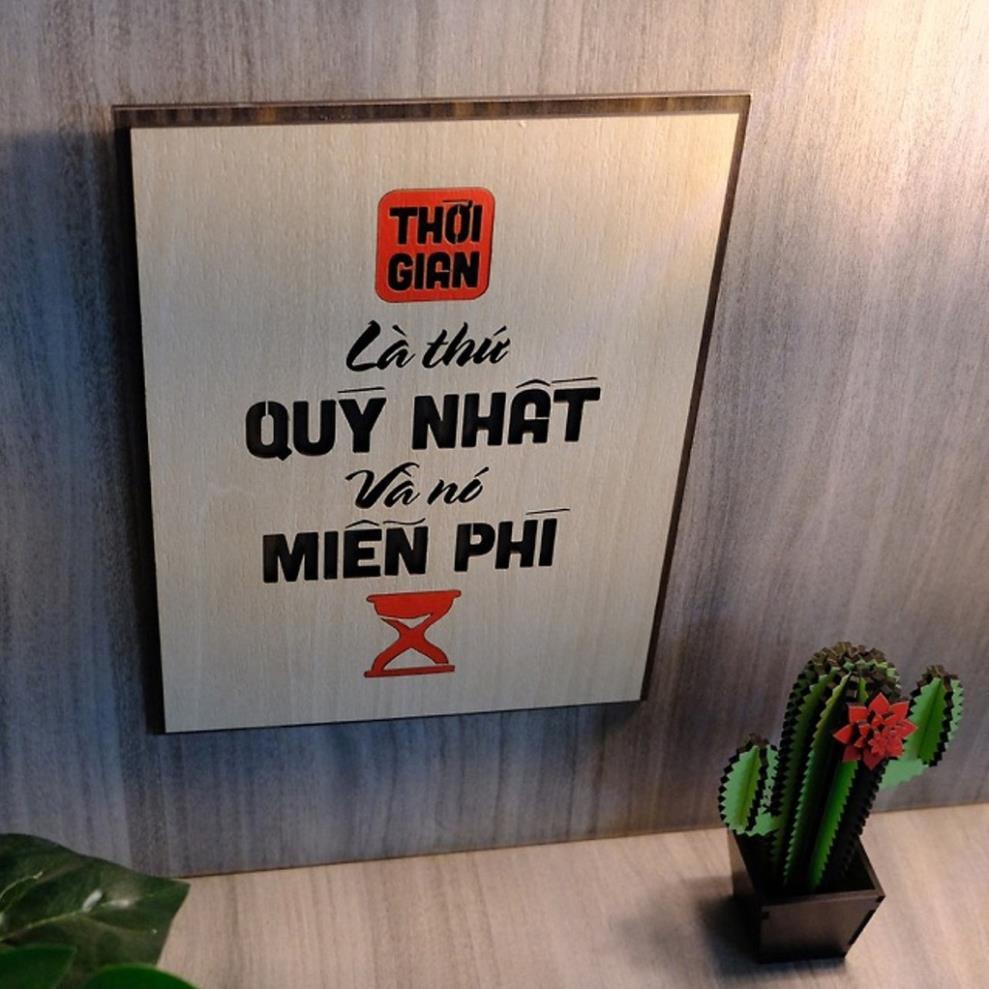 THỜI
GIAN
Là thứ
QUÝ NHẤT
Và nó
MIỄN PHÍ